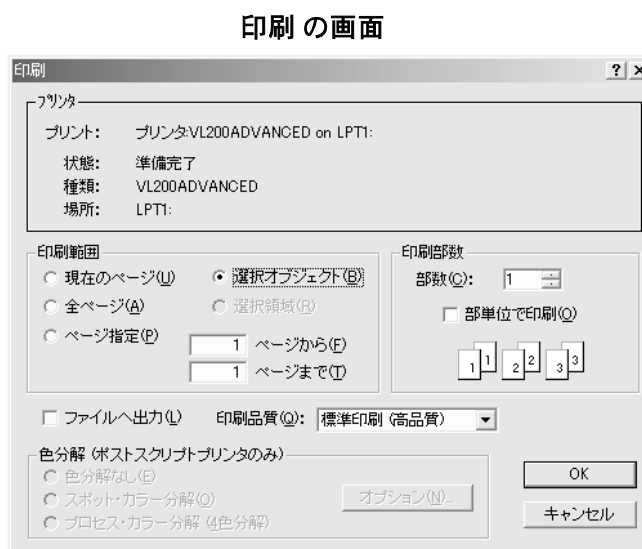 印刷 の画面
印刷
プリンタ
プリント: プリンタ:VL200ADVANCED on LPT1:
状態: 準備完了
種類: VL200ADVANCED
場所: LPT1:
印刷範囲
現在のページ(U) 選択オブジェクト(B)
全ページ(A) 選択領域(R)
ページ指定(P)
1 ページから(F)
1 ページまで(T)
印刷部数
部数(C): 1
部単位で印刷(O)
1 1 2 2 3 3
ファイルへ出力(L) 印刷品質(Q): 標準印刷 (高品質)
色分解 (ポストスクリプトプリンタのみ)
色分解なし(E)
スポット・カラー分解(O)
プロセス・カラー分解 (4色分解)
オプション(N)...
OK
キャンセル